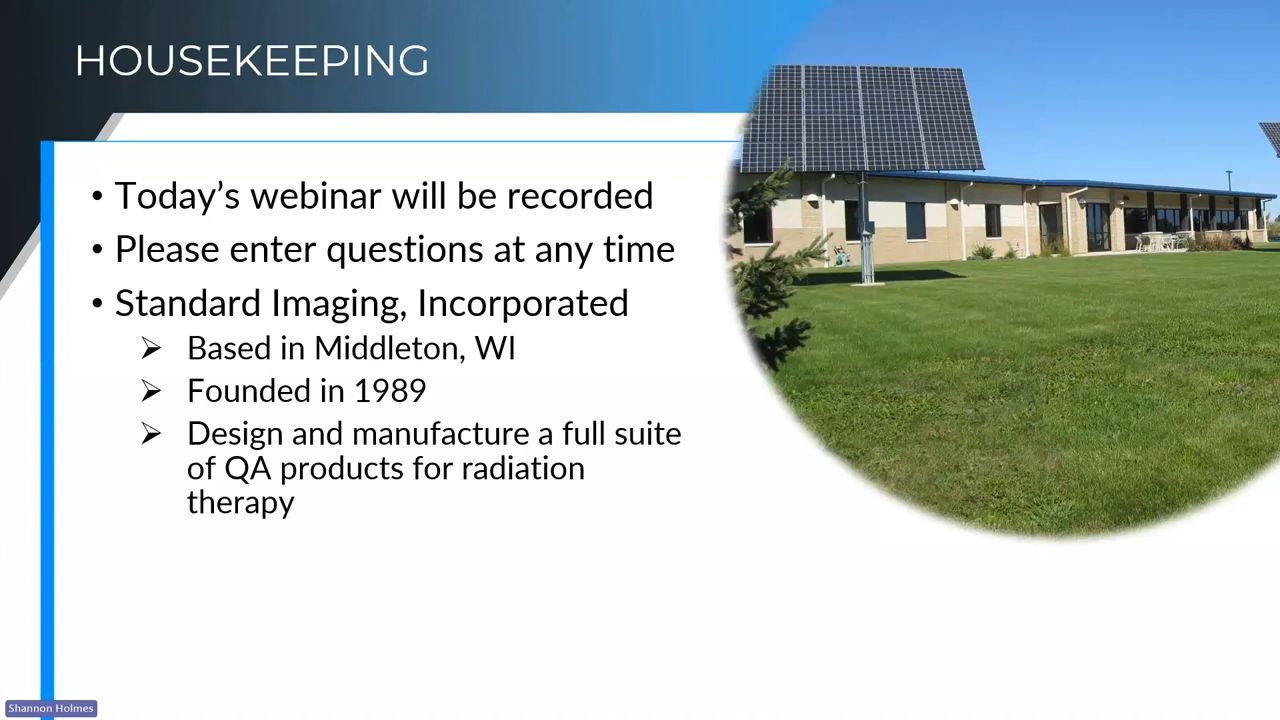 HOUSEKEEPING
• Today’s webinar will be recorded
• Please enter questions at any time
• Standard Imaging, Incorporated
➢ Based in Middleton, WI
➢ Founded in 1989
➢ Design and manufacture a full suite
of QA products for radiation
therapy
Shannon Holmes